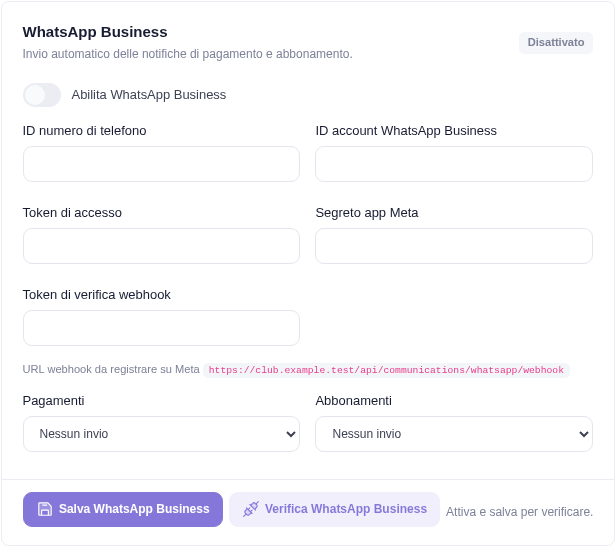 WhatsApp Business
Invio automatico delle notifiche di pagamento e abbonamento.
Disattivato
Abilita WhatsApp Business
ID numero di telefono
ID account WhatsApp Business
Token di accesso
Segreto app Meta
Token di verifica webhook
URL webhook da registrare su Meta https://club.example.test/api/communications/whatsapp/webhook
Pagamenti
Abbonamenti
Nessun invio
Nessun invio
Salva WhatsApp Business
Verifica WhatsApp Business
Attiva e salva per verificare.